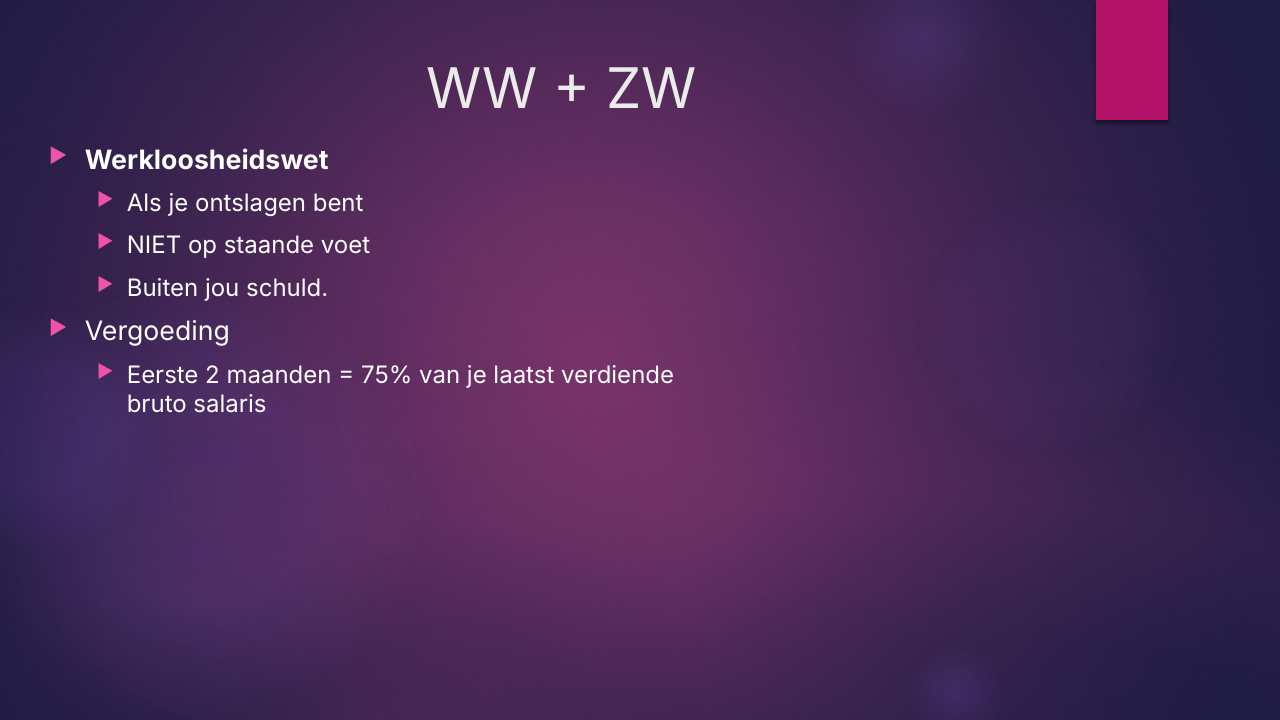 WW + ZW
Werkloosheidswet
Als je ontslagen bent
NIET op staande voet
Buiten jou schuld.
Vergoeding
Eerste 2 maanden = 75% van je laatst verdiende
bruto salaris